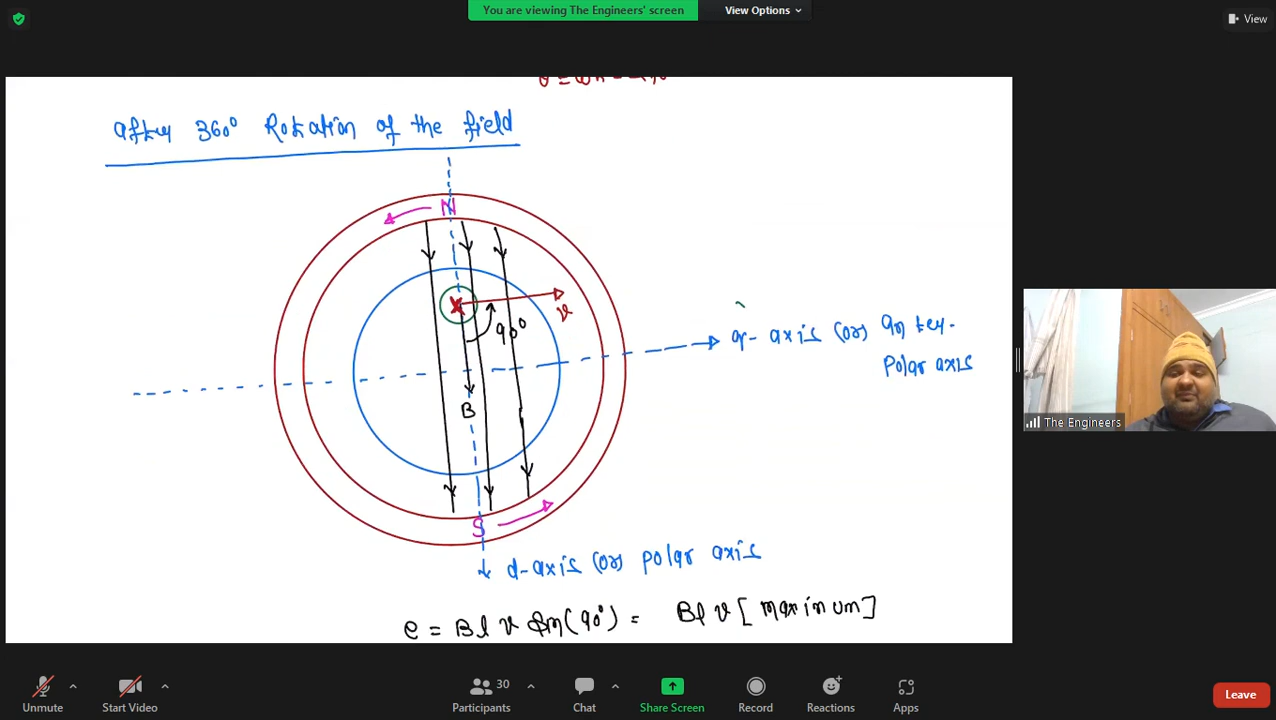 You are viewing The Engineers' screen
View Options
View
after 360° Rotation of the field
N
90°
v
B
q- axis (or) Inter-
Polar axis
S
d-axis (or) polar axis
e = Bl v Sin(90°) = Bl v [maximum]
The Engineers
Unmute
Start Video
30
Participants
Chat
Share Screen
Record
Reactions
Apps
Leave